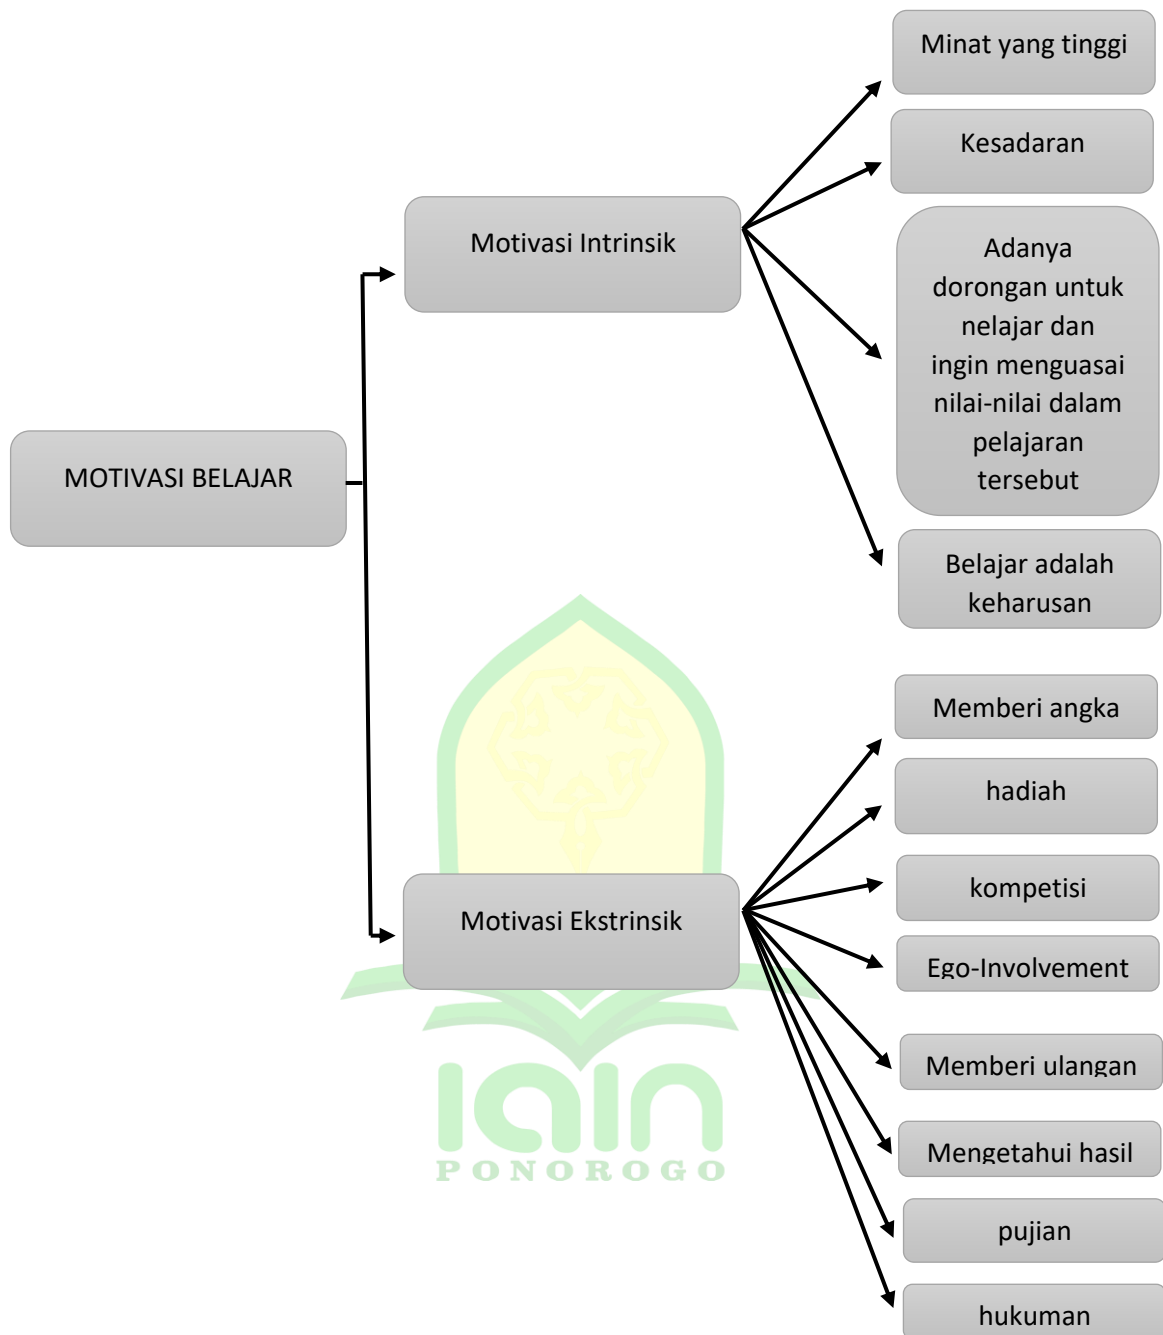 Minat yang tinggi
Kesadaran
Motivasi Intrinsik
Adanya
dorongan untuk
nelajar dan
ingin menguasai
nilai-nilai dalam
pelajaran
tersebut
MOTIVASI BELAJAR
Belajar adalah
keharusan
Memberi angka
hadiah
kompetisi
Motivasi Ekstrinsik
Ego-Involvement
Memberi ulangan
Mengetahui hasil
pujian
hukuman
iain
PONOROGO